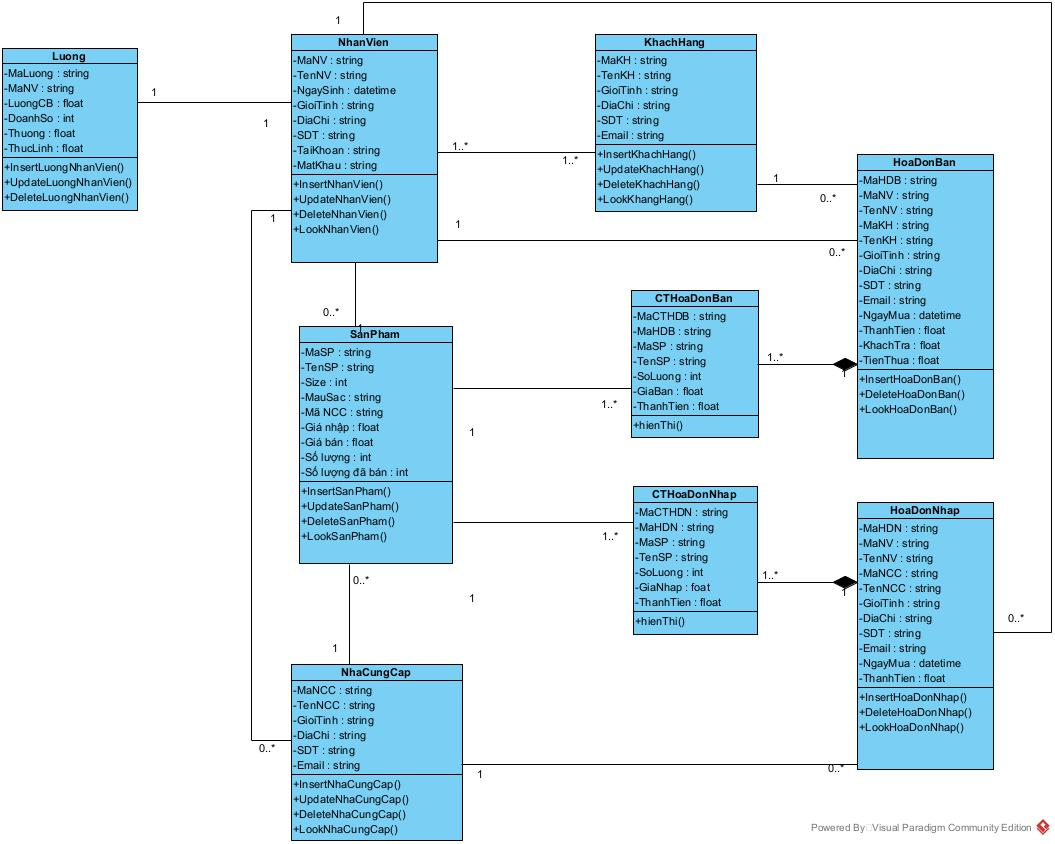 1
Luong
-MaLuong : string
-MaNV : string
-LuongCB : float
-DoanhSo : int
-Thuong : float
-ThucLinh : float
+InsertLuongNhanVien()
+UpdateLuongNhanVien()
+DeleteLuongNhanVien()
1
1
NhanVien
-MaNV : string
-TenNV : string
-NgaySinh : datetime
-GioiTinh : string
-DiaChi : string
-SDT : string
-TaiKhoan : string
-MatKhau : string
+InsertNhanVien()
+UpdateNhanVien()
+DeleteNhanVien()
+LookNhanVien()
1..*
1..*
KhachHang
-MaKH : string
-TenKH : string
-GioiTinh : string
-DiaChi : string
-SDT : string
-Email : string
+InsertKhachHang()
+UpdateKhachHang()
+DeleteKhachHang()
+LookKhangHang()
1
0..*
HoaDonBan
-MaHDB : string
-MaNV : string
-TenNV : string
-MaKH : string
-TenKH : string
-GioiTinh : string
-DiaChi : string
-SDT : string
-Email : string
-NgayMua : datetime
-ThanhTien : float
-KhachTra : float
-TienThua : float
+InsertHoaDonBan()
+DeleteHoaDonBan()
+LookHoaDonBan()
1
1
0..*
0..*
1
SanPham
-MaSP : string
-TenSP : string
-Size : int
-MauSac : string
-Mã NCC : string
-Giá nhập : float
-Giá bán : float
-Số lượng : int
-Số lượng đã bán : int
+InsertSanPham()
+UpdateSanPham()
+DeleteSanPham()
+LookSanPham()
CTHoaDonBan
-MaCTHDB : string
-MaHDB : string
-MaSP : string
-TenSP : string
-SoLuong : int
-GiaBan : float
-ThanhTien : float
+hienThi()
1..*
1
1..*
1
CTHoaDonNhap
-MaCTHDN : string
-MaHDN : string
-MaSP : string
-TenSP : string
-SoLuong : int
-GiaNhap : foat
-ThanhTien : float
+hienThi()
1..*
1..*
1
HoaDonNhap
-MaHDN : string
-MaNV : string
-TenNV : string
-MaNCC : string
-TenNCC : string
-GioiTinh : string
-DiaChi : string
-SDT : string
-Email : string
-NgayMua : datetime
-ThanhTien : float
+InsertHoaDonNhap()
+DeleteHoaDonNhap()
+LookHoaDonNhap()
0..*
0..*
1
1
NhaCungCap
-MaNCC : string
-TenNCC : string
-GioiTinh : string
-DiaChi : string
-SDT : string
-Email : string
+InsertNhaCungCap()
+UpdateNhaCungCap()
+DeleteNhaCungCap()
+LookNhaCungCap()
0..*
1
0..*
Powered By Visual Paradigm Community Edition